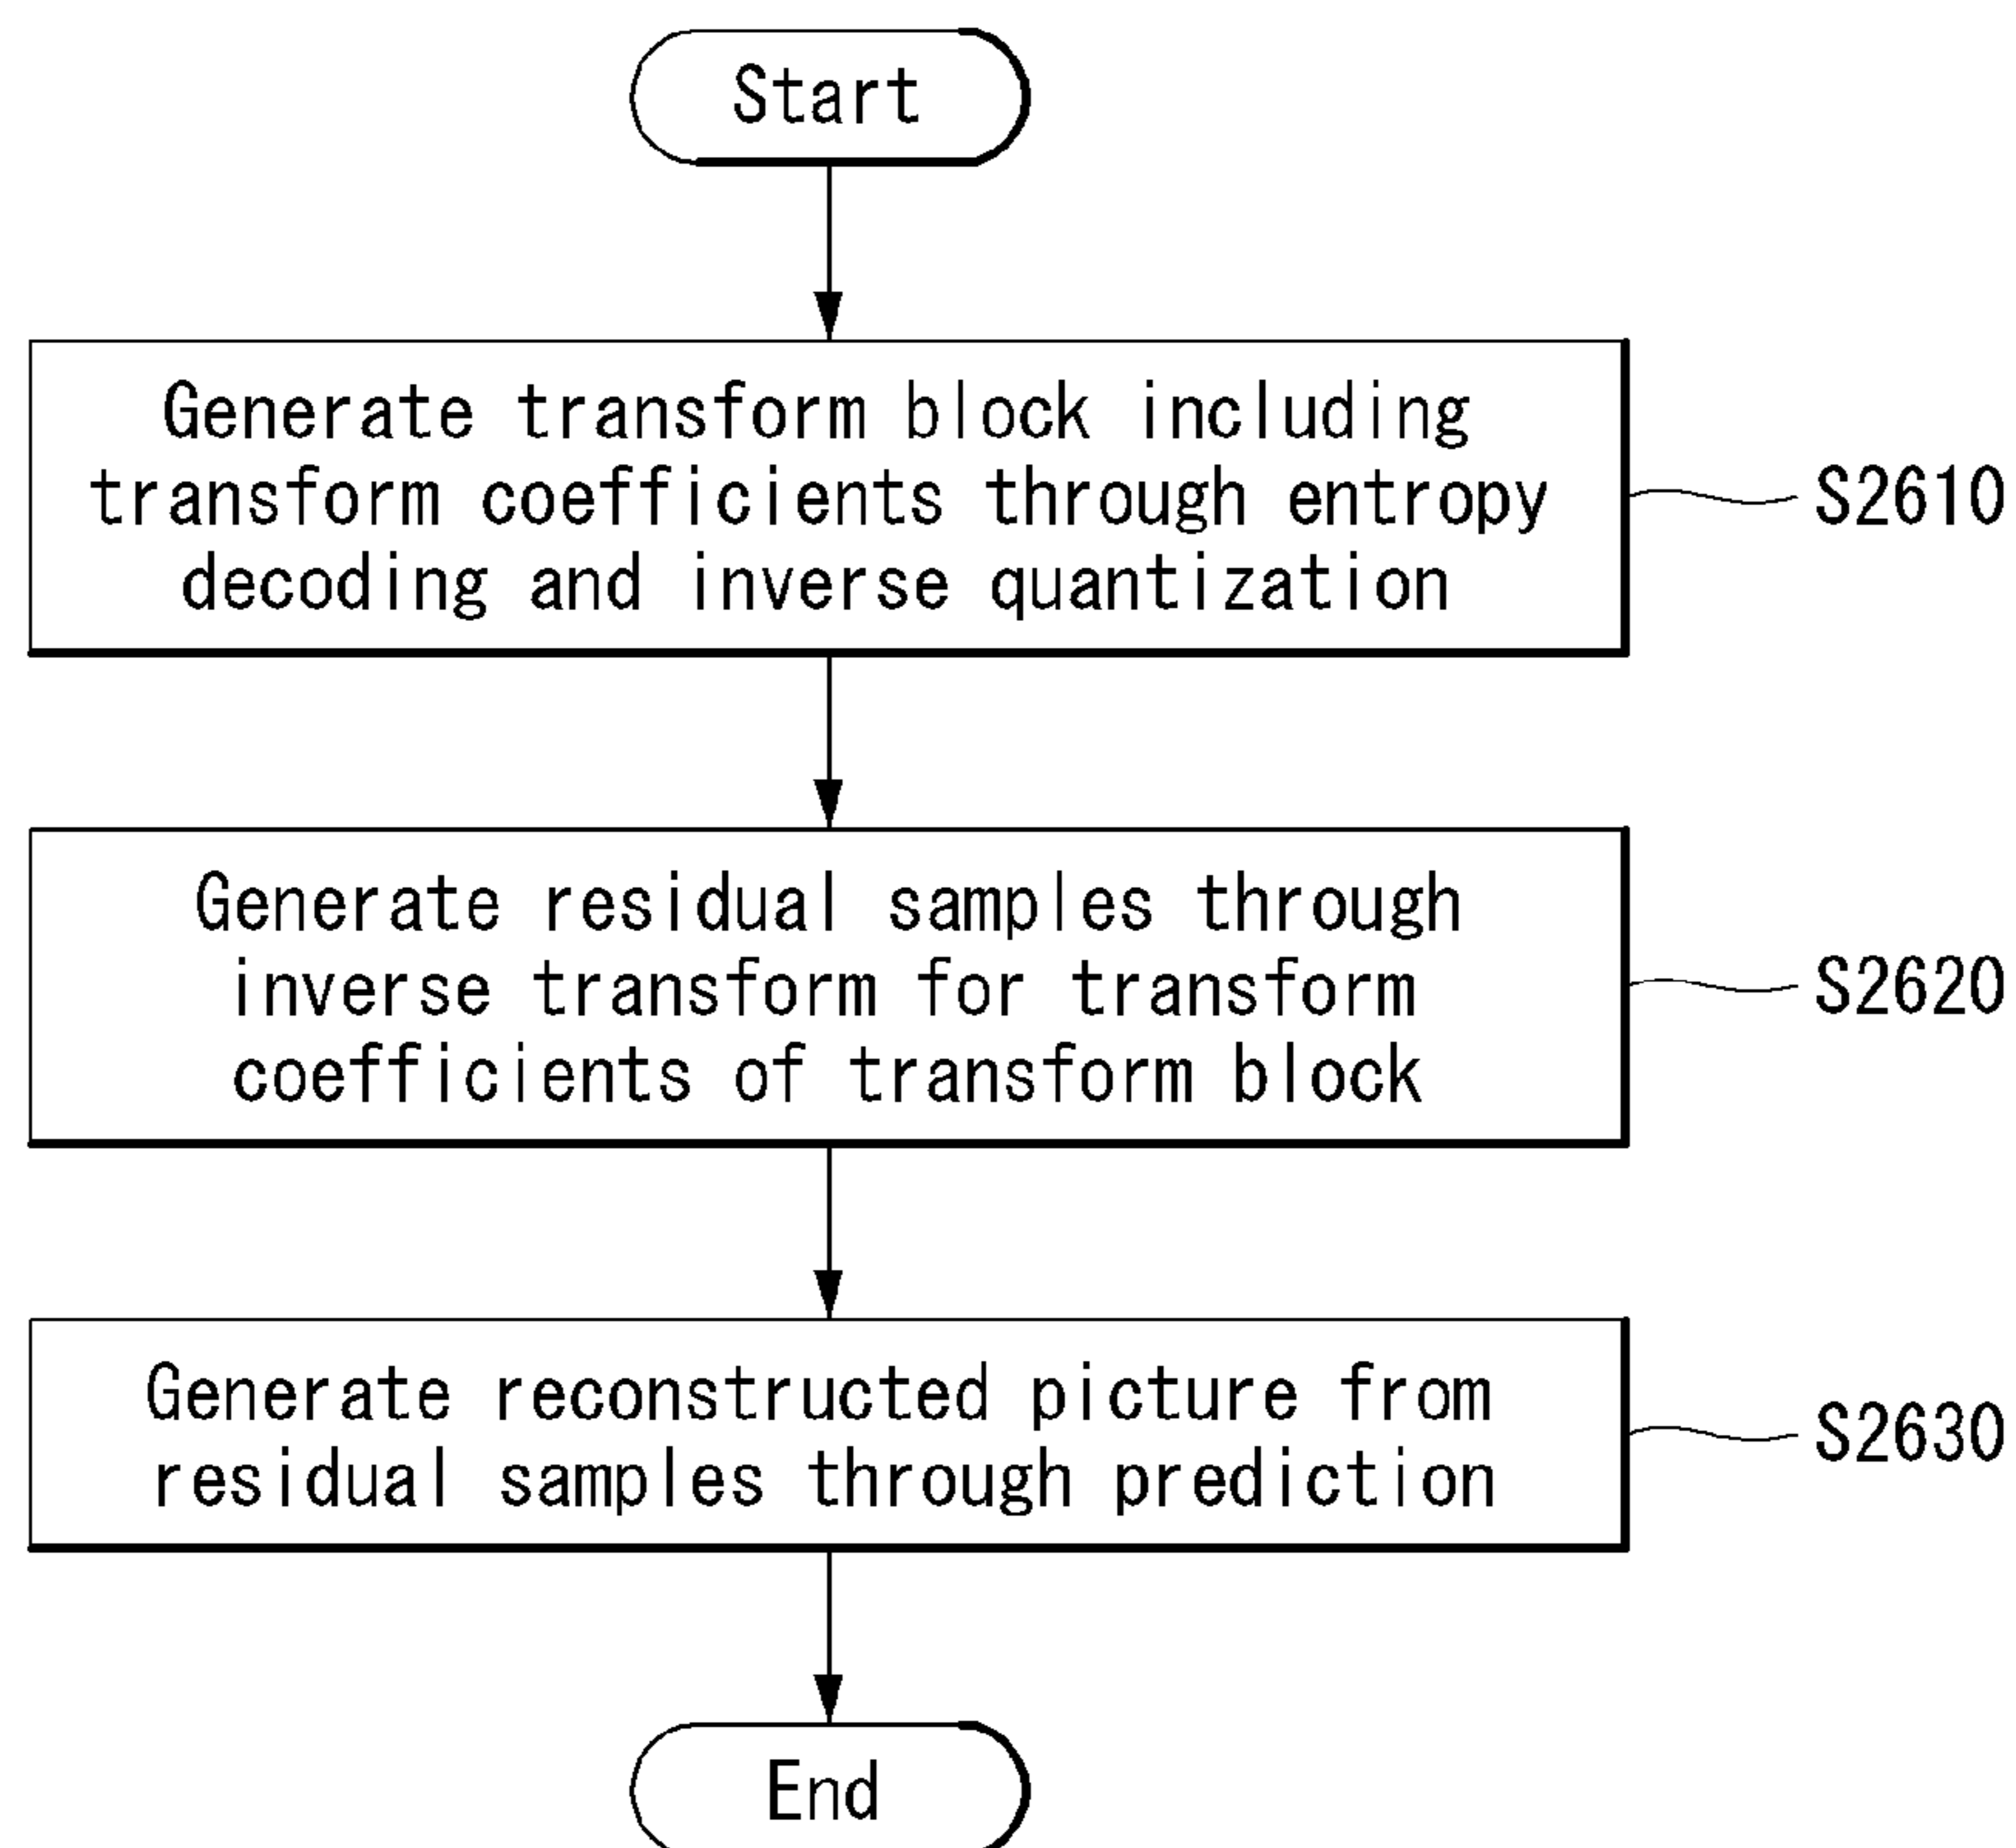 Start
Generate transform block including
transform coefficients through entropy
decoding and inverse quantization
S2610
Generate residual samples through
inverse transform for transform
coefficients of transform block
S2620
Generate reconstructed picture from
residual samples through prediction
S2630
End